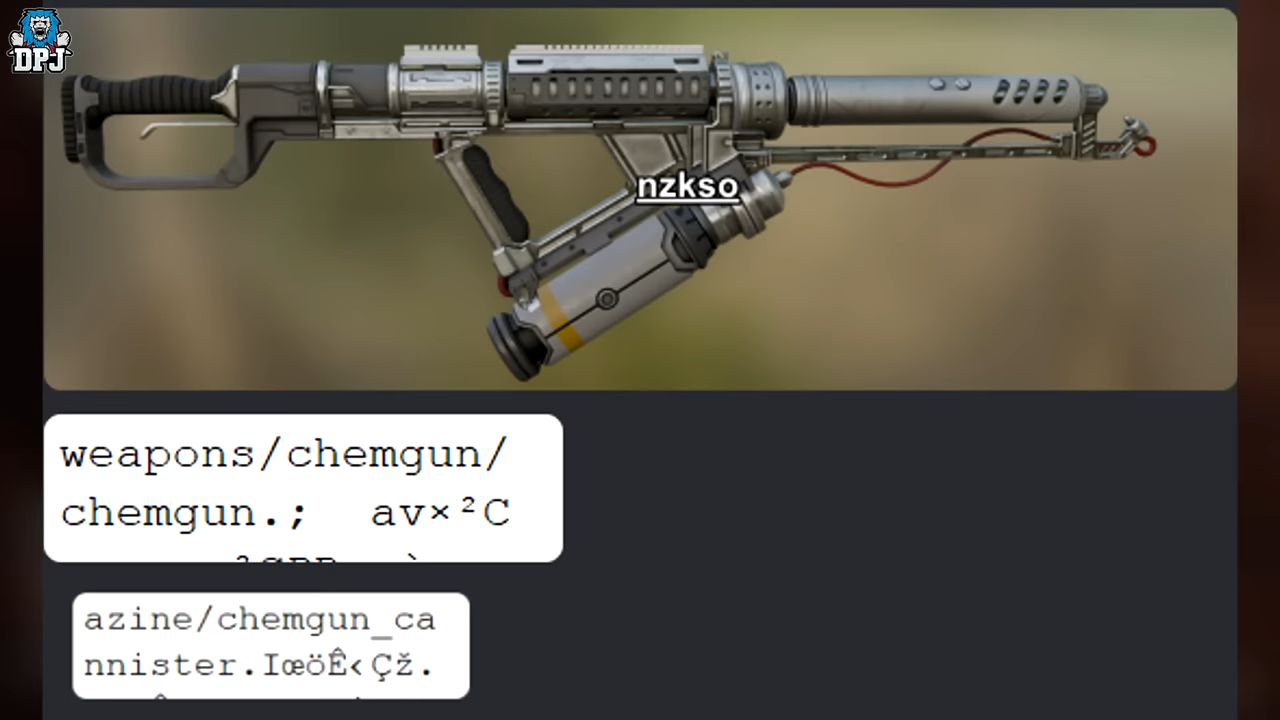 DPJ
nzkso
weapons/chemgun/
chemgun.; av×²C
azine/chemgun_ca
nnister.IœöÊ‹Çž.